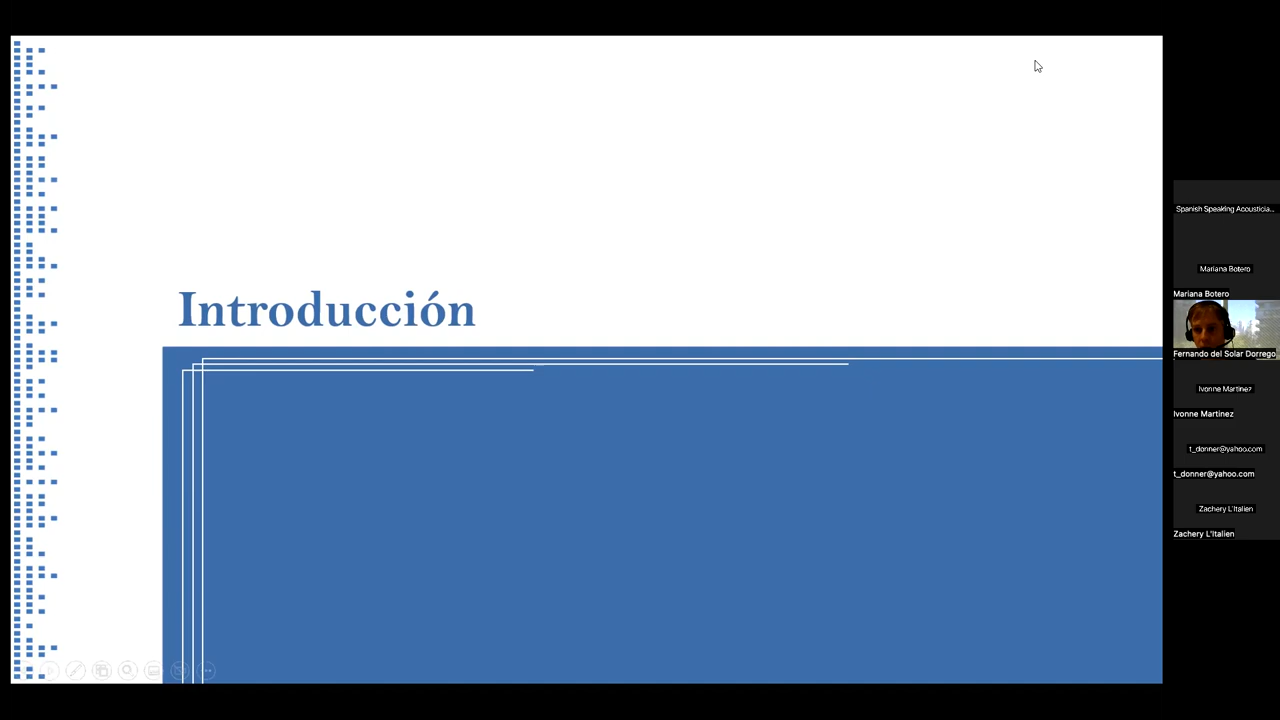 Introducción
Spanish Speaking Acousticia...
Mariana Botero
Mariana Botero
Fernando del Solar Dorrego
Ivonne Martinez
Ivonne Martinez
t_donner@yahoo.com
t_donner@yahoo.com
Zachery L'Italien
Zachery L'Italien